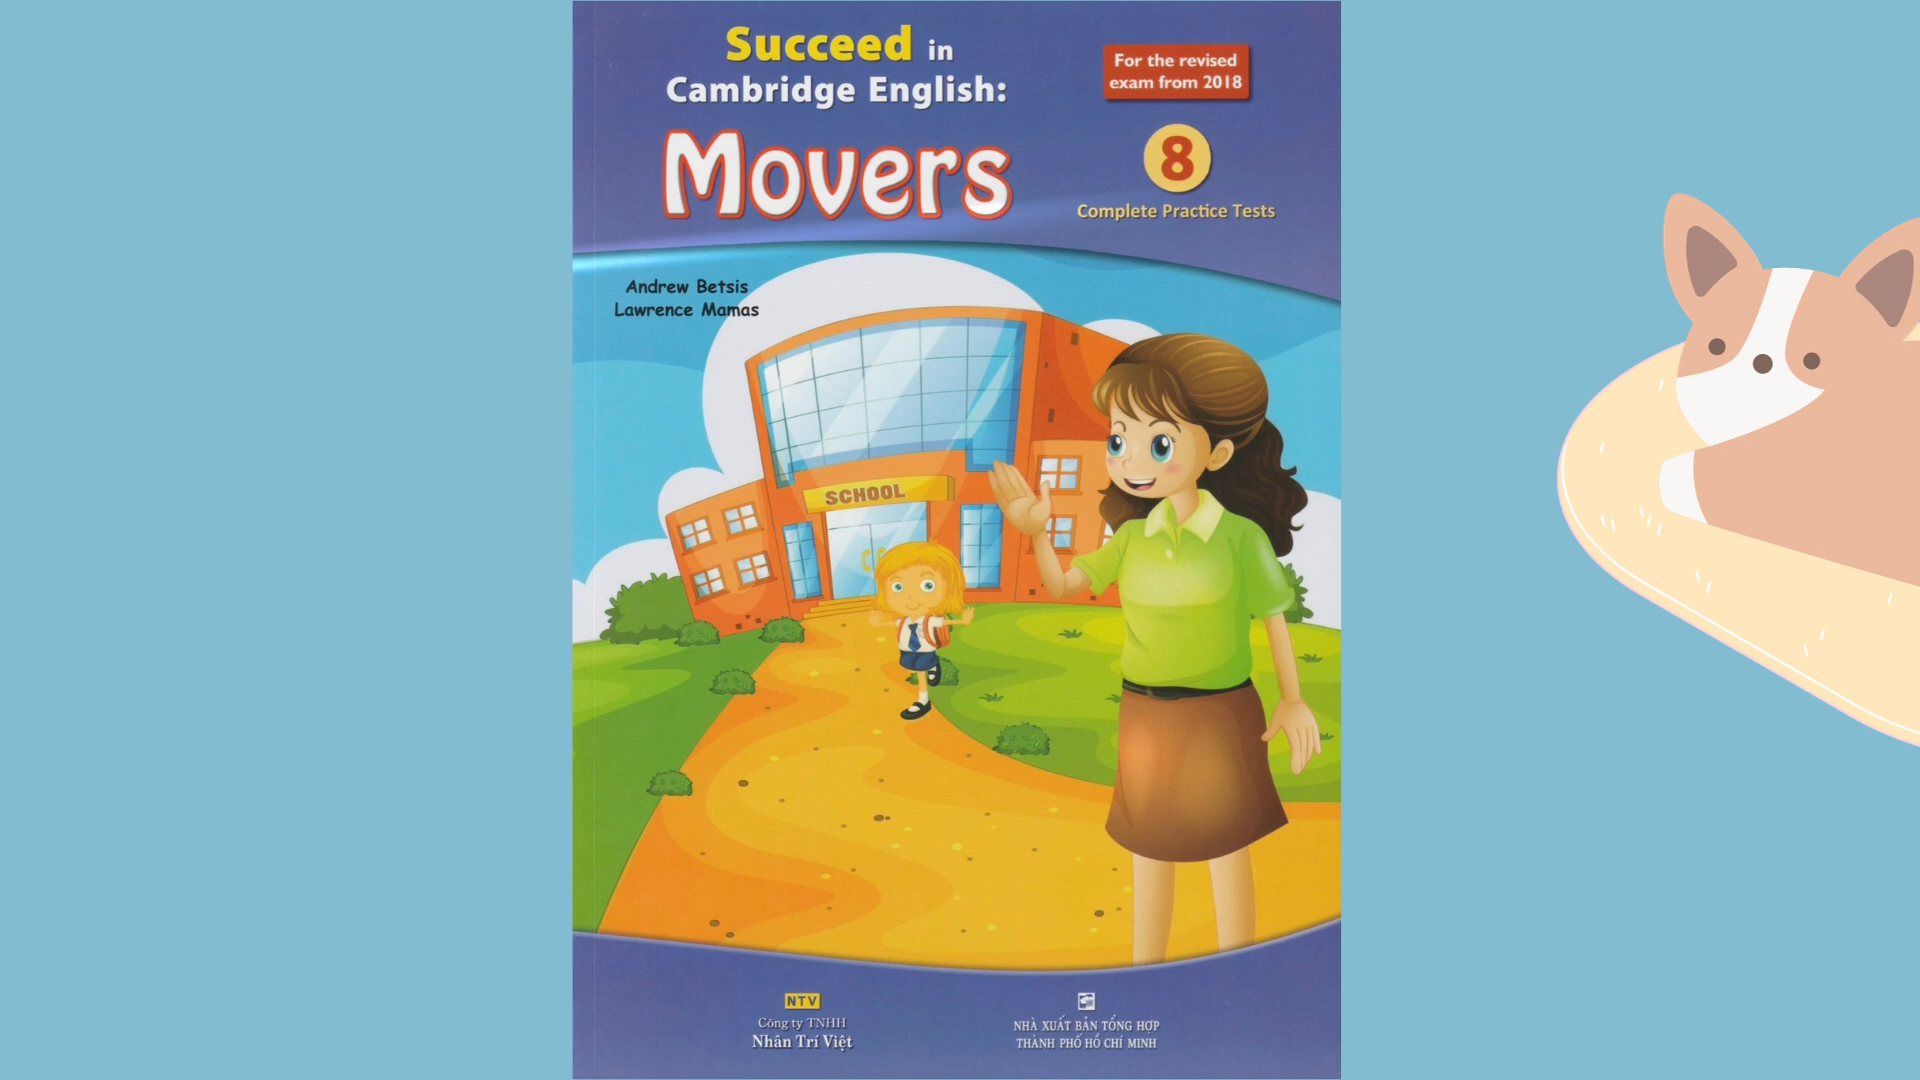 Succeed in
Cambridge English:
Movers
For the revised
exam from 2018
8
Complete Practice Tests
Andrew Betsis
Lawrence Mamas
SCHOOL
NTV
Công ty TNHH
Nhân Trí Việt
NHÀ XUẤT BẢN TỔNG HỢP
THÀNH PHỐ HỒ CHÍ MINH